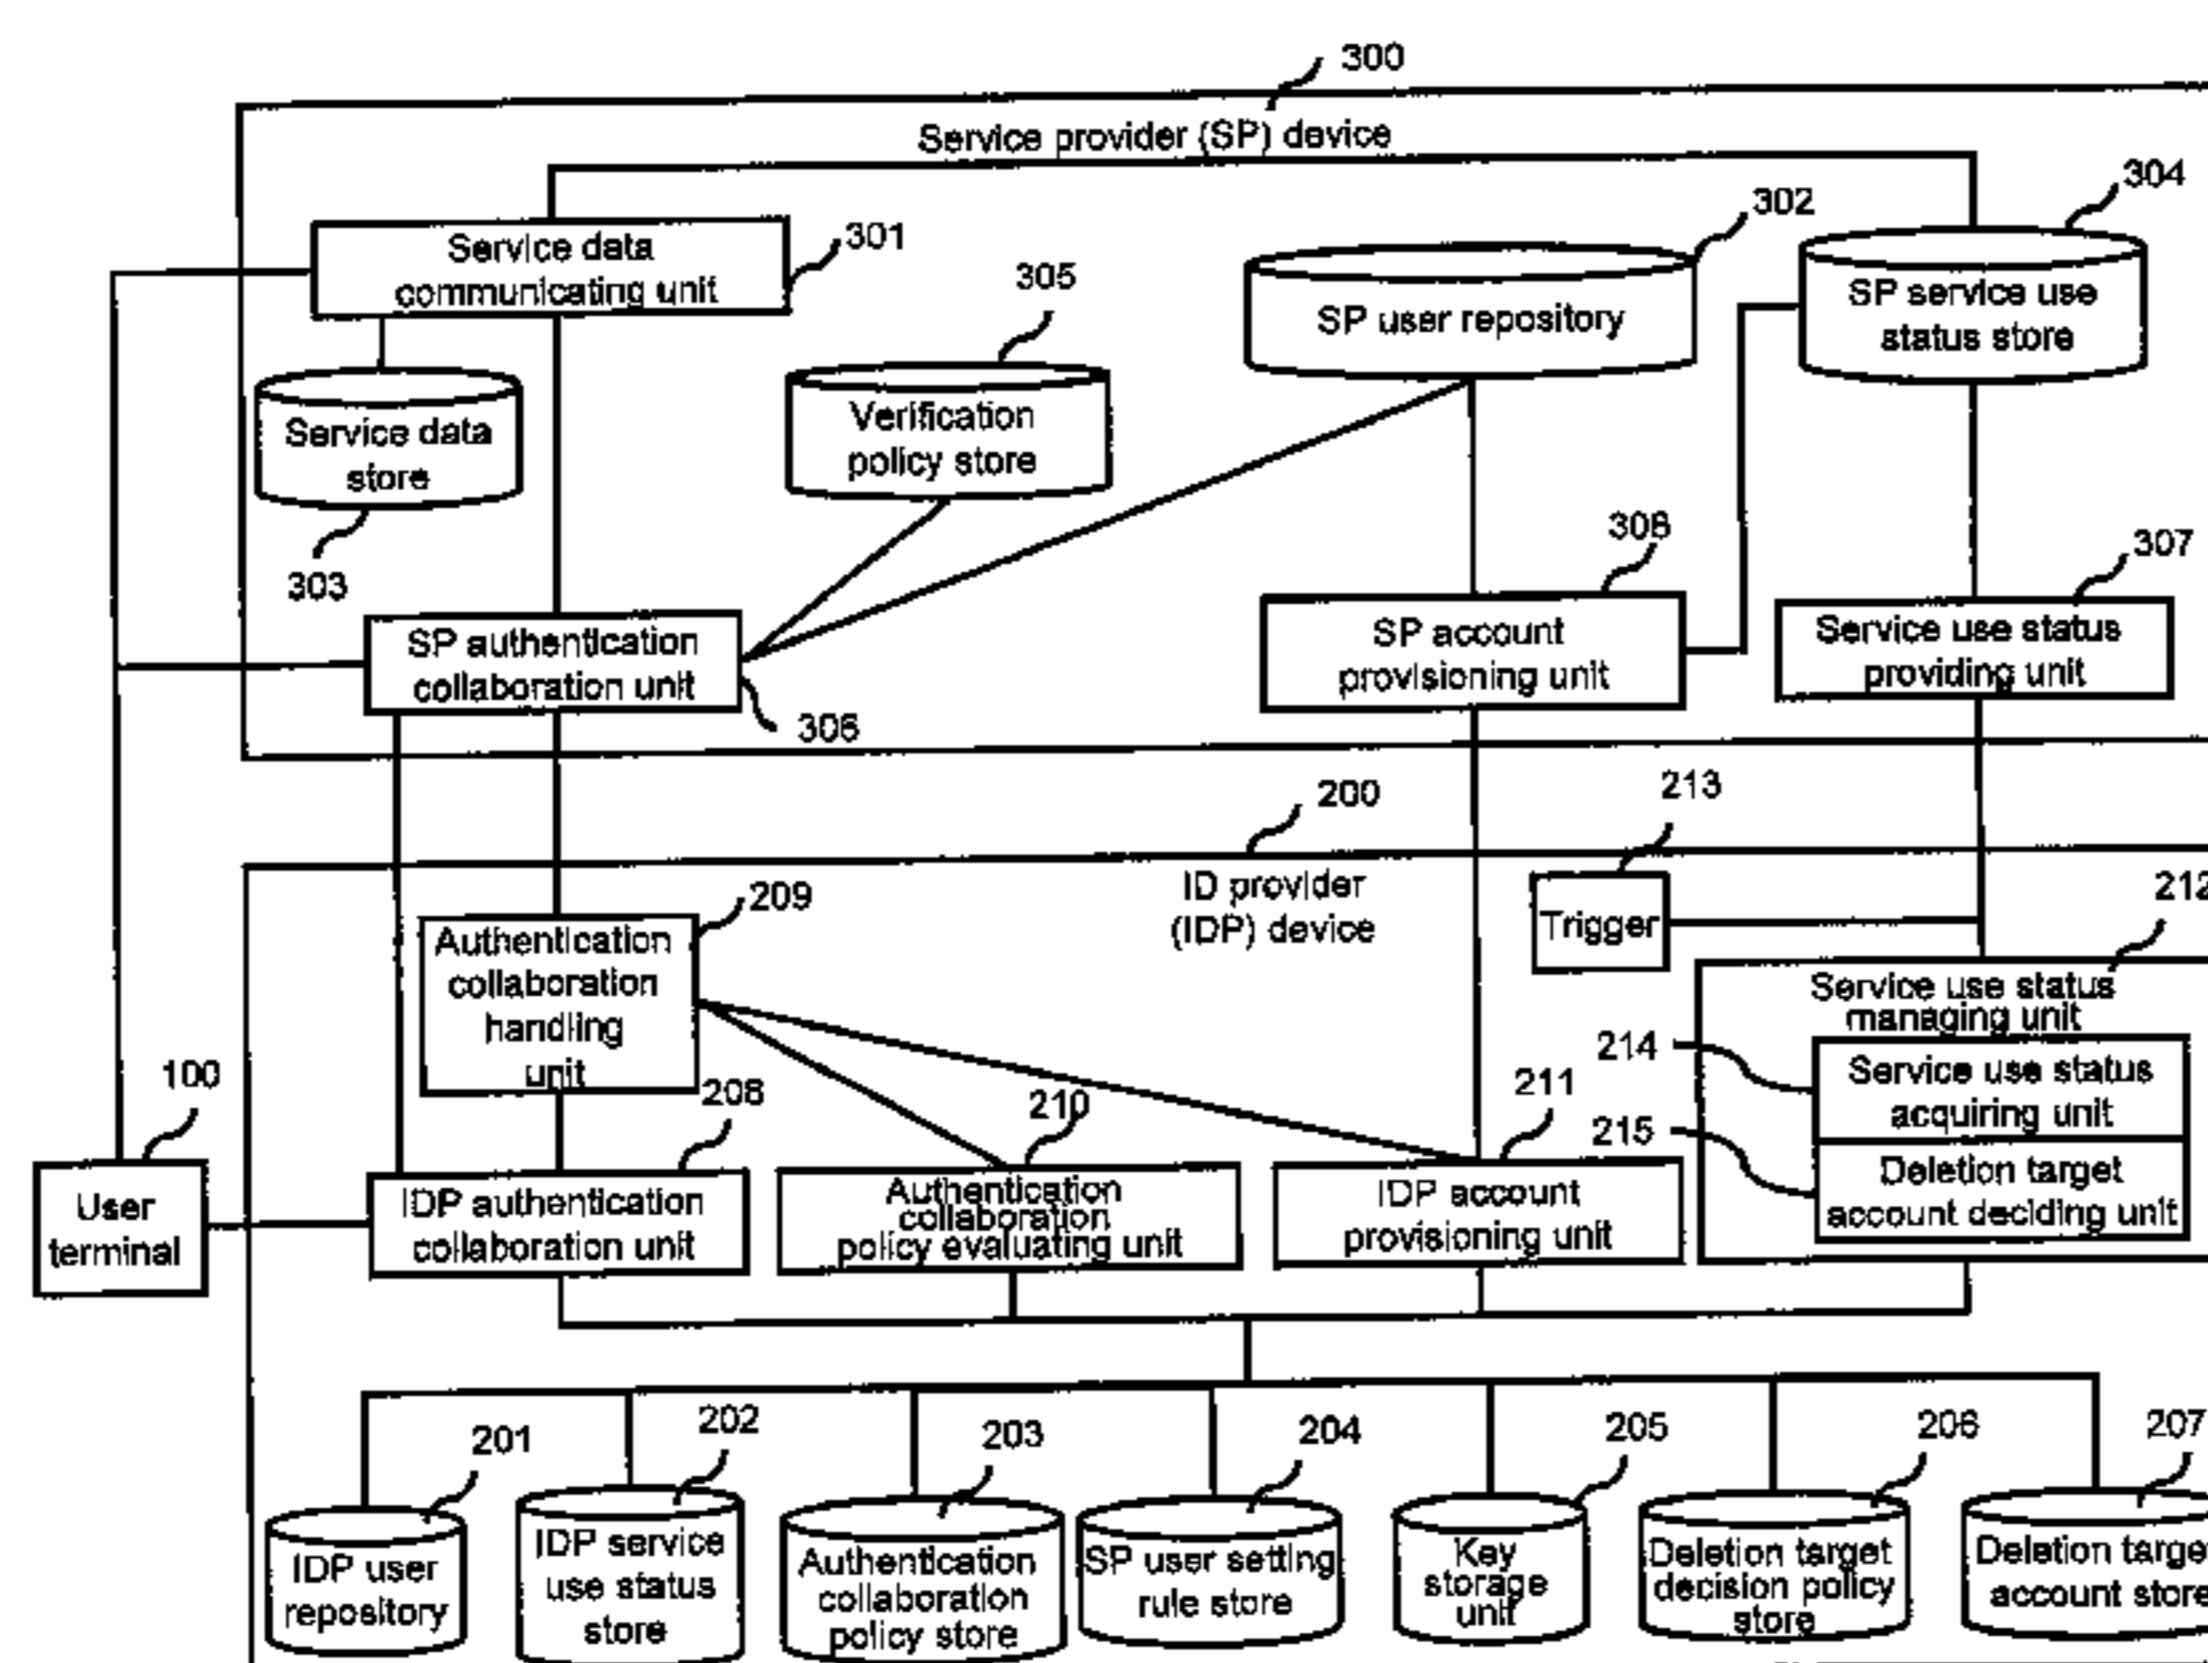 300
Service provider (SP) device
304
302
301
Service data
communicating unit
305
SP user repository
SP service use
status store
Service data
store
Verification
policy store
303
308
307
SP authentication
collaboration unit
SP account
provisioning unit
Service use status
providing unit
306
200
213
ID provider
(IDP) device
212
209
Trigger
Authentication
collaboration
handling
unit
Service use status
managing unit
214
Service use status
acquiring unit
100
208
210
211
215
Deletion target
account deciding unit
User
terminal
IDP authentication
collaboration unit
Authentication
collaboration
policy evaluating unit
IDP account
provisioning unit
201
202
203
204
205
206
207
IDP user
repository
IDP service
use status
store
Authentication
collaboration
policy store
SP user setting
rule store
Key
storage
unit
Deletion target
decision policy
store
Deletion targe
account store